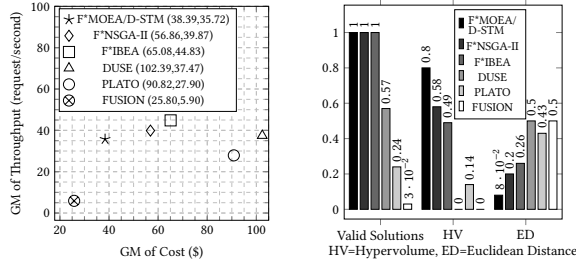 GM of Throughput (request/second)
100
80
60
40
20
0
F*MOEA/D-STM (38.39,35.72)
F*NSGA-II (56.86,39.87)
F*IBEA (65.08,44.83)
DUSE (102.39,37.47)
PLATO (90.82,27.90)
FUSION (25.80,5.90)
20 40 60 80 100
GM of Cost ($)
1
0.8
0.6
0.4
0.2
0
1 1 1 0.57 0.24 3 · 10⁻²
0.8 0.58 0.49 0 0.14 0
8 · 10⁻² 0.2 0.26 0.5 0.43 0.5
F*MOEA/
D-STM
F*NSGA-II
F*IBEA
DUSE
PLATO
FUSION
Valid Solutions HV ED
HV=Hypervolume, ED=Euclidean Distance